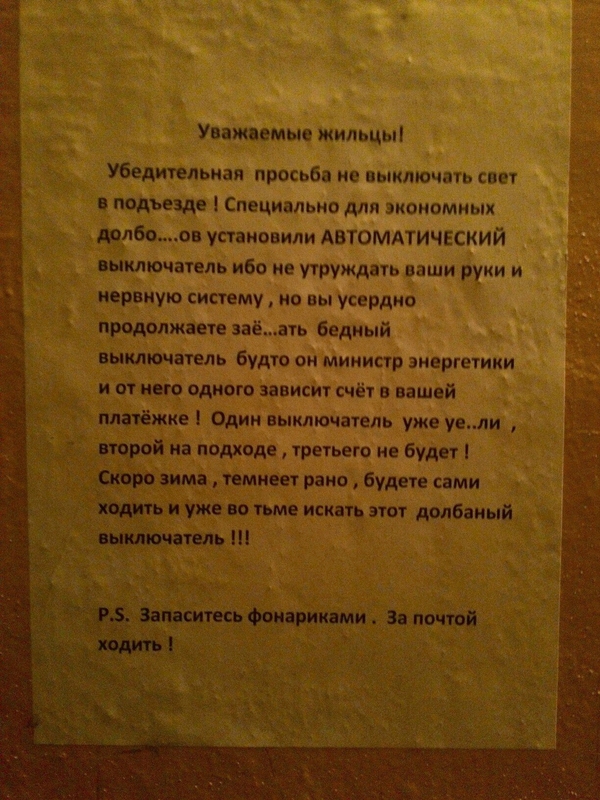 Уважаемые жильцы!
Убедительная просьба не выключать свет
в подъезде ! Специально для экономных
долбо....ов установили АВТОМАТИЧЕСКИЙ
выключатель ибо не утруждать ваши руки и
нервную систему , но вы усердно
продолжаете заё...ать бедный
выключатель будто он министр энергетики
и от него одного зависит счёт в вашей
платёжке ! Один выключатель уже уе..ли ,
второй на подходе , третьего не будет !
Скоро зима , темнеет рано , будете сами
ходить и уже во тьме искать этот долбаный
выключатель !!!
P.S. Запаситесь фонариками . За почтой
ходить !